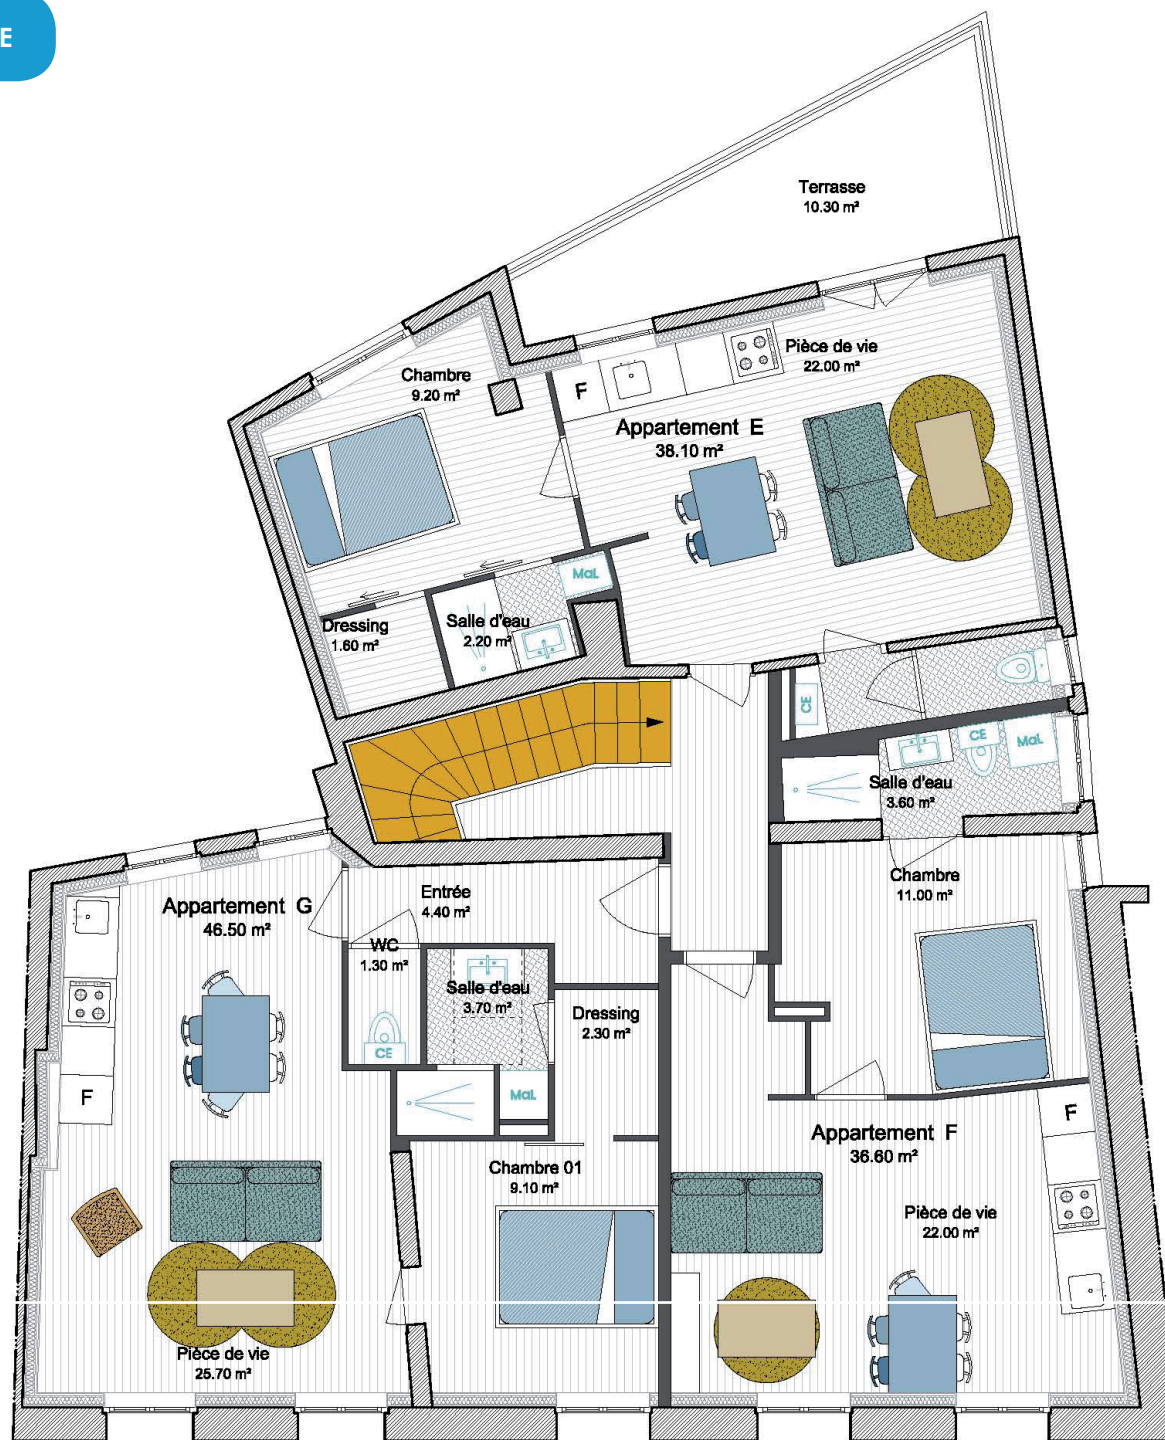 E
Terrasse
10.30 m²
Pièce de vie
22.00 m²
Chambre
9.20 m²
F
Appartement E
38.10 m²
MaL
Dressing
1.60 m²
Salle d'eau
2.20 m²
CE
CE
MaL
Salle d'eau
3.60 m²
Chambre
11.00 m²
Entrée
4.40 m²
Appartement G
46.50 m²
WC
1.30 m²
Salle d'eau
3.70 m²
Dressing
2.30 m²
CE
MaL
F
F
Appartement F
36.60 m²
Chambre 01
9.10 m²
Pièce de vie
22.00 m²
Pièce de vie
25.70 m²